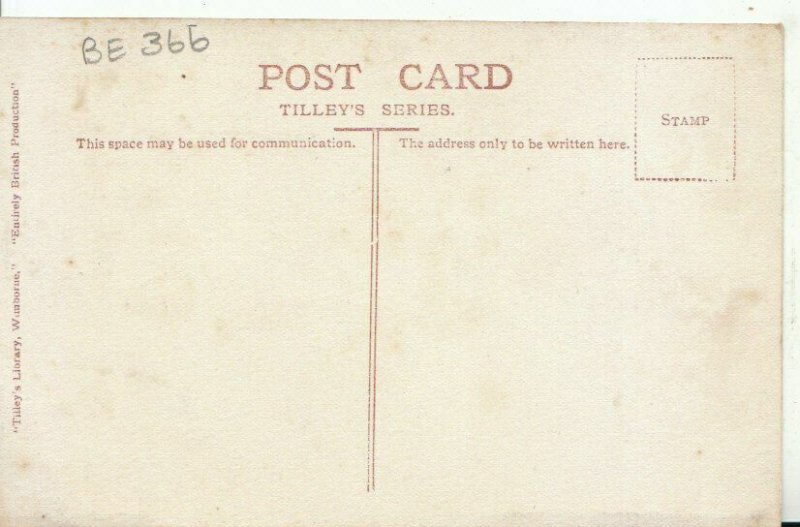 BE 366
POST CARD
TILLEY'S SERIES.
This space may be used for communication.
The address only to be written here.
STAMP
"Tilley's Library, Wimborne." "Entirely British Production"